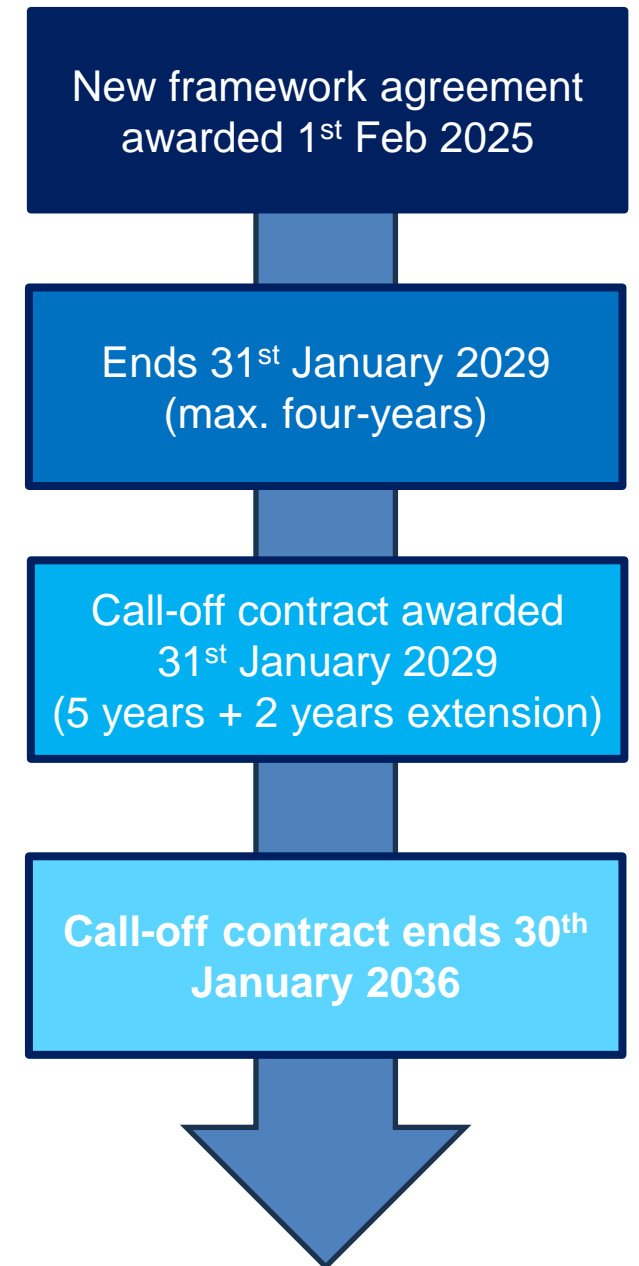 New framework agreement
awarded 1st Feb 2025
Ends 31st January 2029
(max. four-years)
Call-off contract awarded
31st January 2029
(5 years + 2 years extension)
Call-off contract ends 30th
January 2036